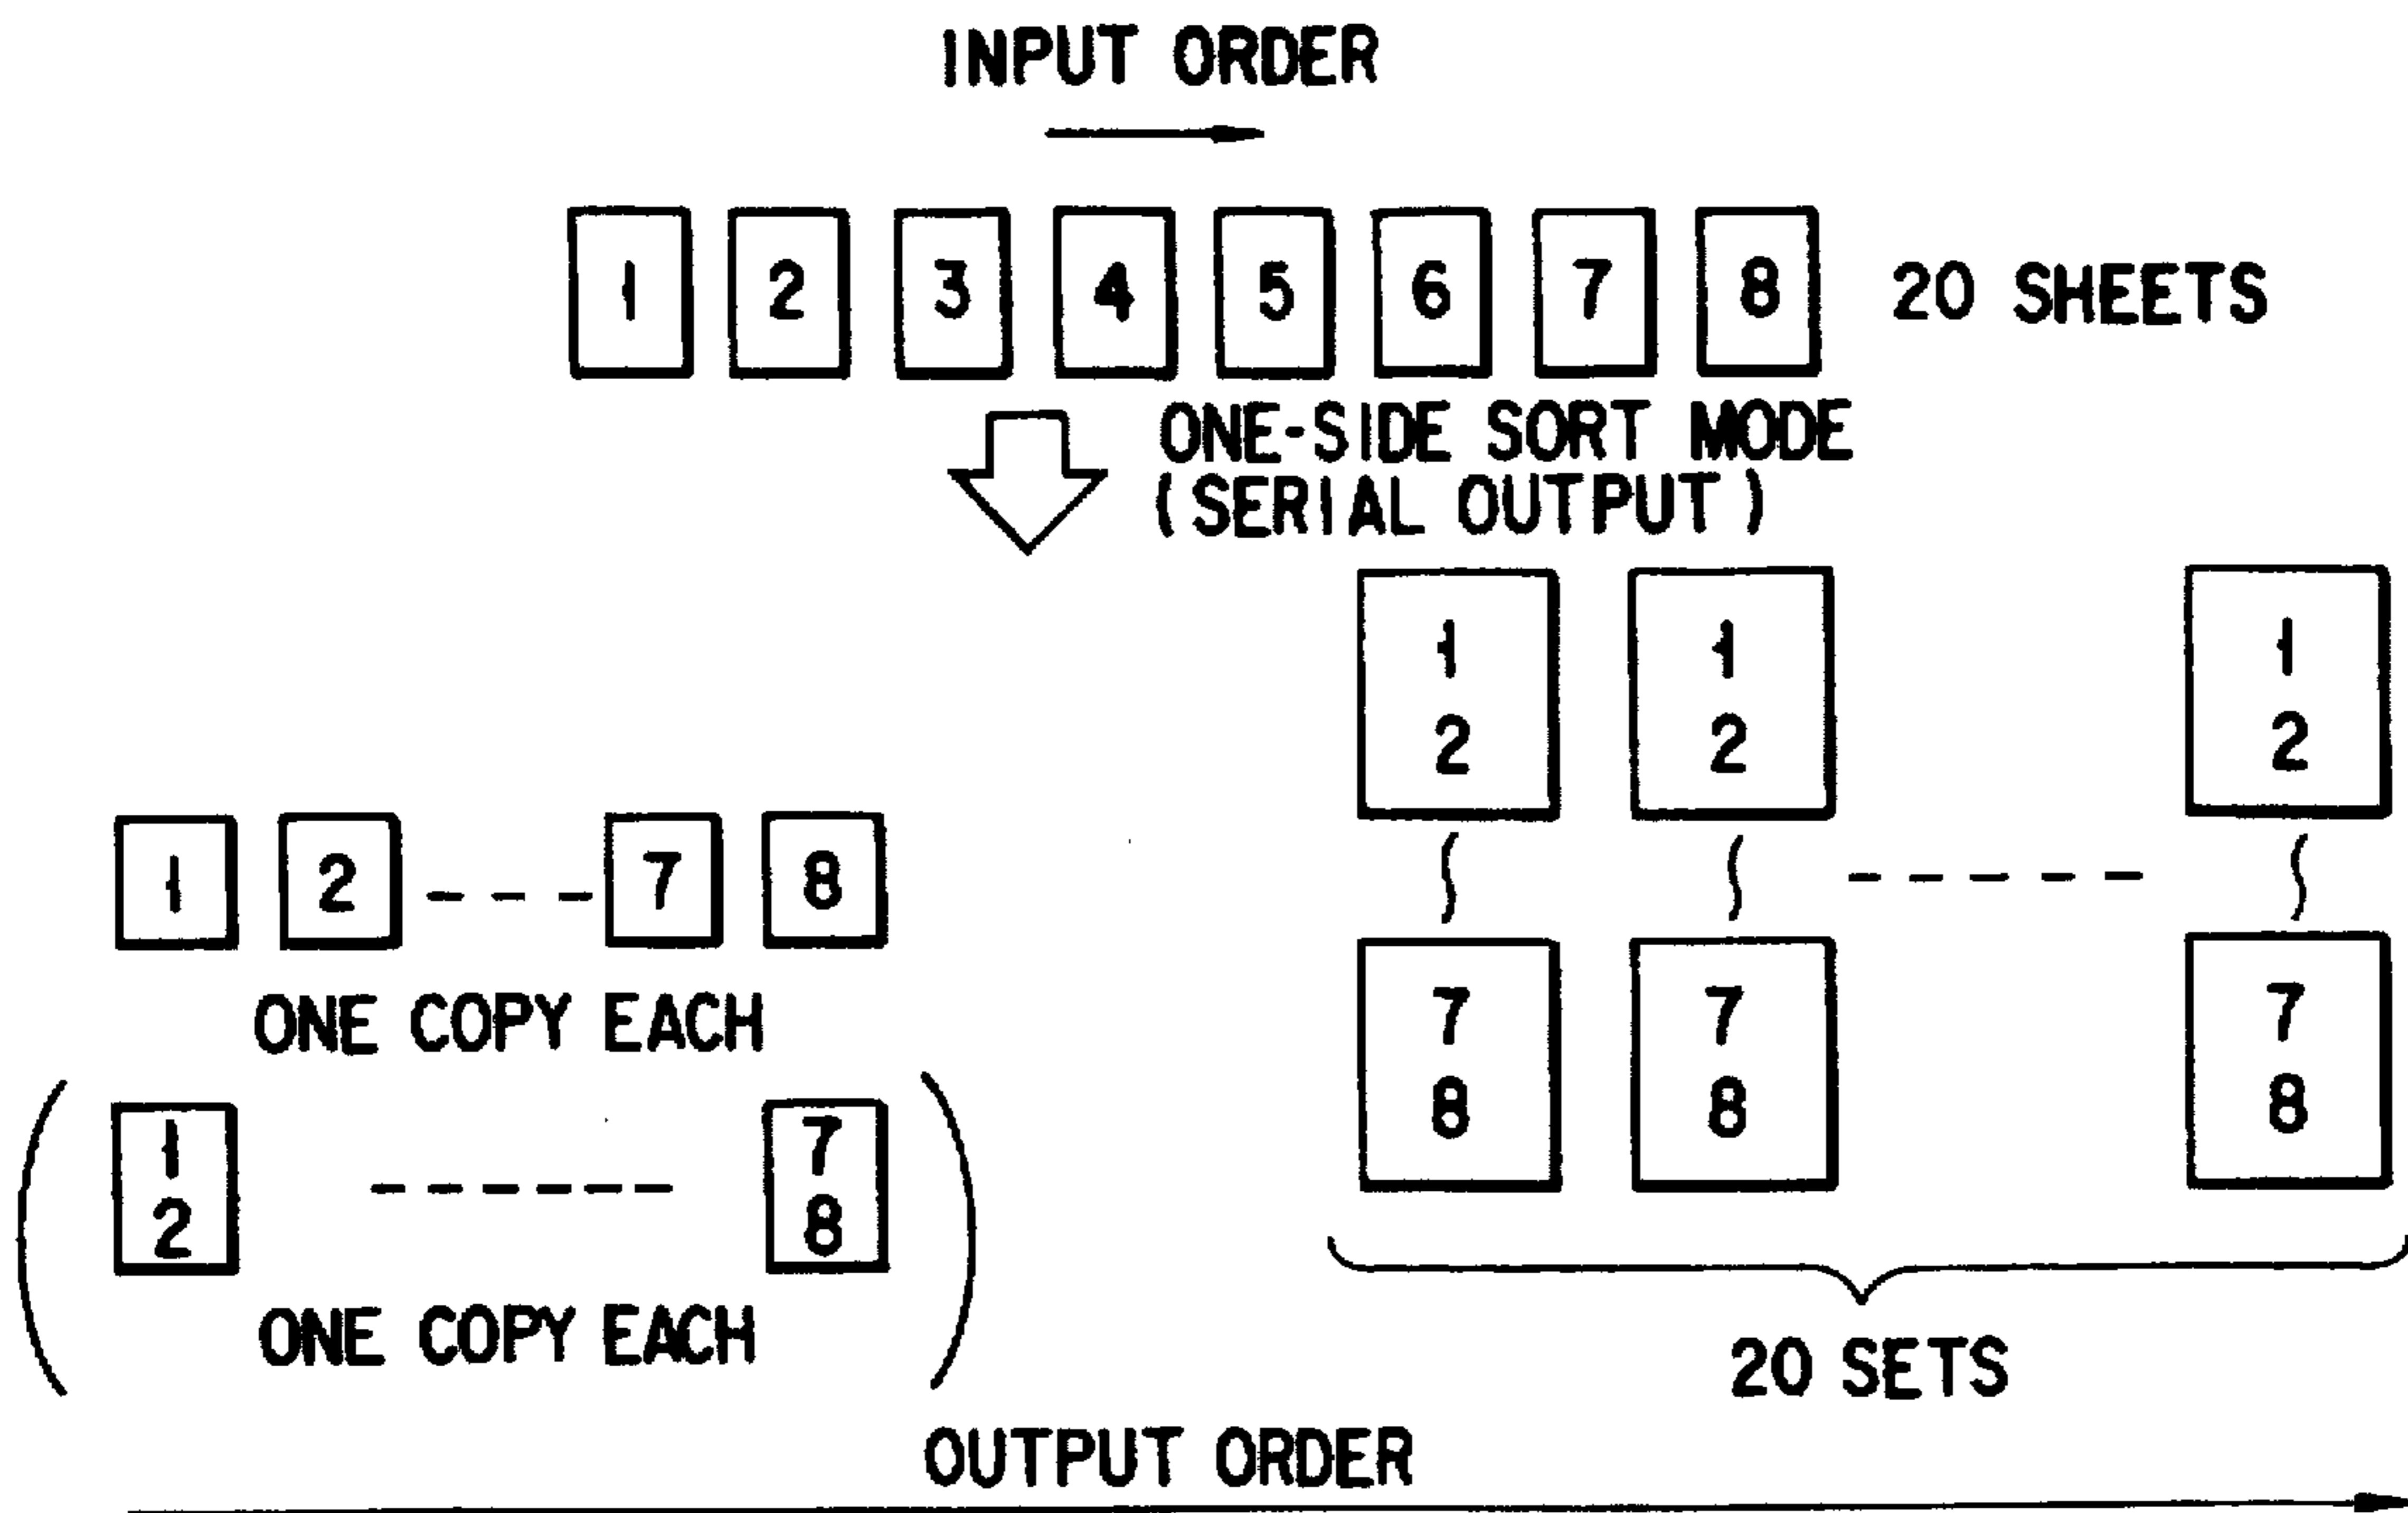 INPUT ORDER
1 2 3 4 5 6 7 8 20 SHEETS
ONE-SIDE SORT MODE
(SERIAL OUTPUT)
1 2 7 8
ONE COPY EACH
1 7
2 8
ONE COPY EACH
1 1 1
2 2 2
7 7 7
8 8 8
20 SETS
OUTPUT ORDER